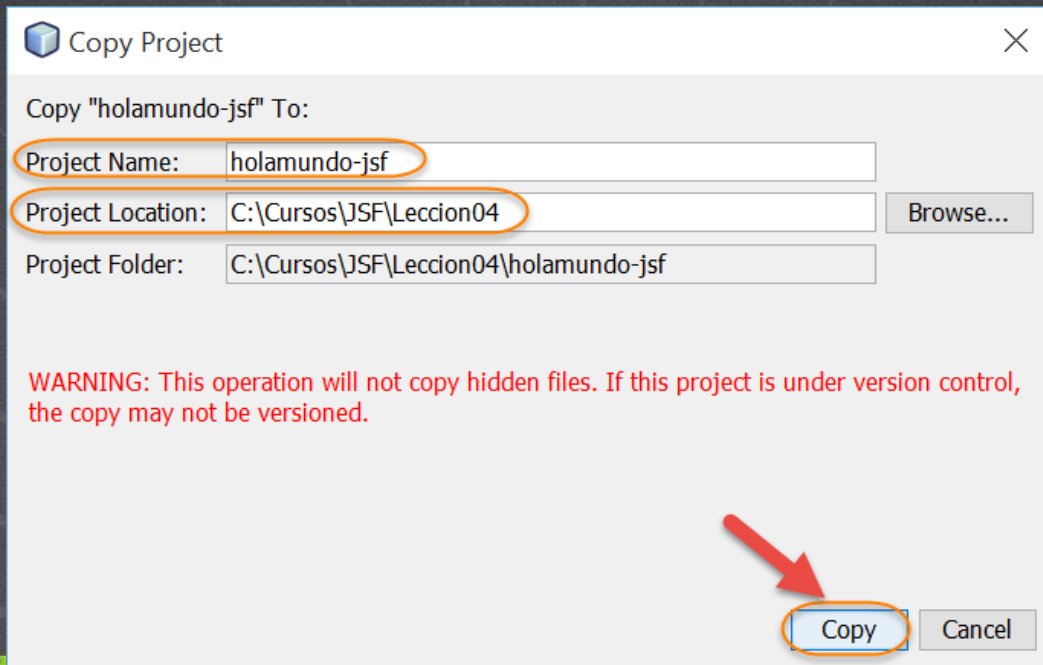 Copy Project
Copy "holamundo-jsf" To:
Project Name: holamundo-jsf
Project Location: C:\Cursos\JSF\Leccion04 Browse...
Project Folder: C:\Cursos\JSF\Leccion04\holamundo-jsf
WARNING: This operation will not copy hidden files. If this project is under version control,
the copy may not be versioned.
Copy Cancel